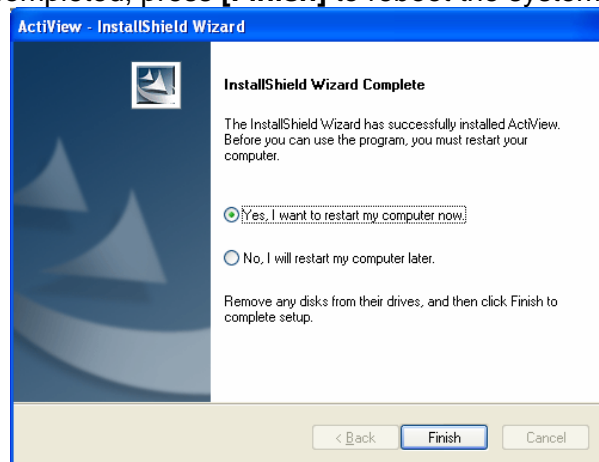 completed, press [Finish] to reboot the system
ActiView - InstallShield Wizard
InstallShield Wizard Complete
The InstallShield Wizard has successfully installed ActiView.
Before you can use the program, you must restart your
computer.
Yes, I want to restart my computer now.
No, I will restart my computer later.
Remove any disks from their drives, and then click Finish to
complete setup.
< Back Finish Cancel